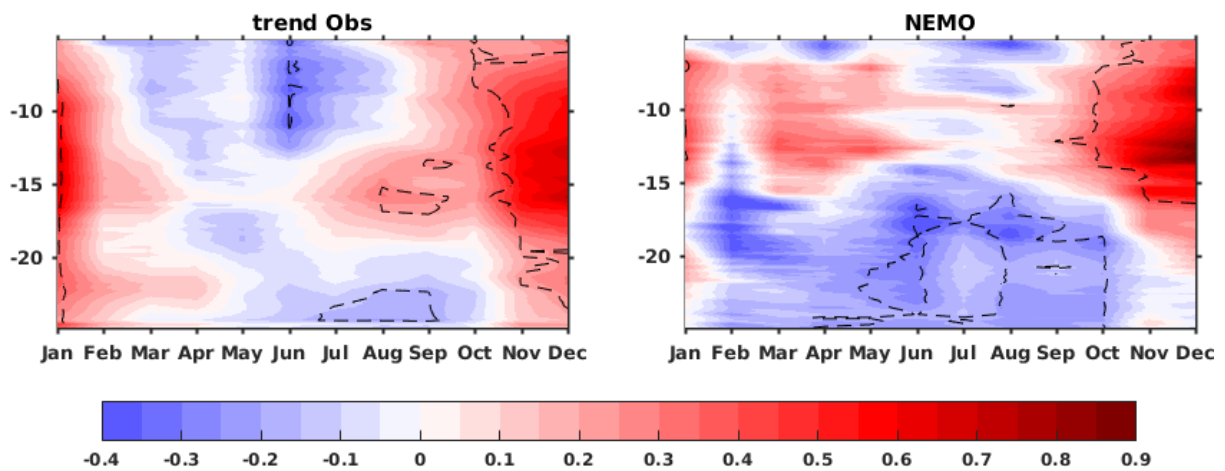 trend Obs
NEMO
-10
-15
-20
Jan Feb Mar Apr May Jun Jul Aug Sep Oct Nov Dec
-10
-15
-20
Jan Feb Mar Apr May Jun Jul Aug Sep Oct Nov Dec
-0.4 -0.3 -0.2 -0.1 0 0.1 0.2 0.3 0.4 0.5 0.6 0.7 0.8 0.9